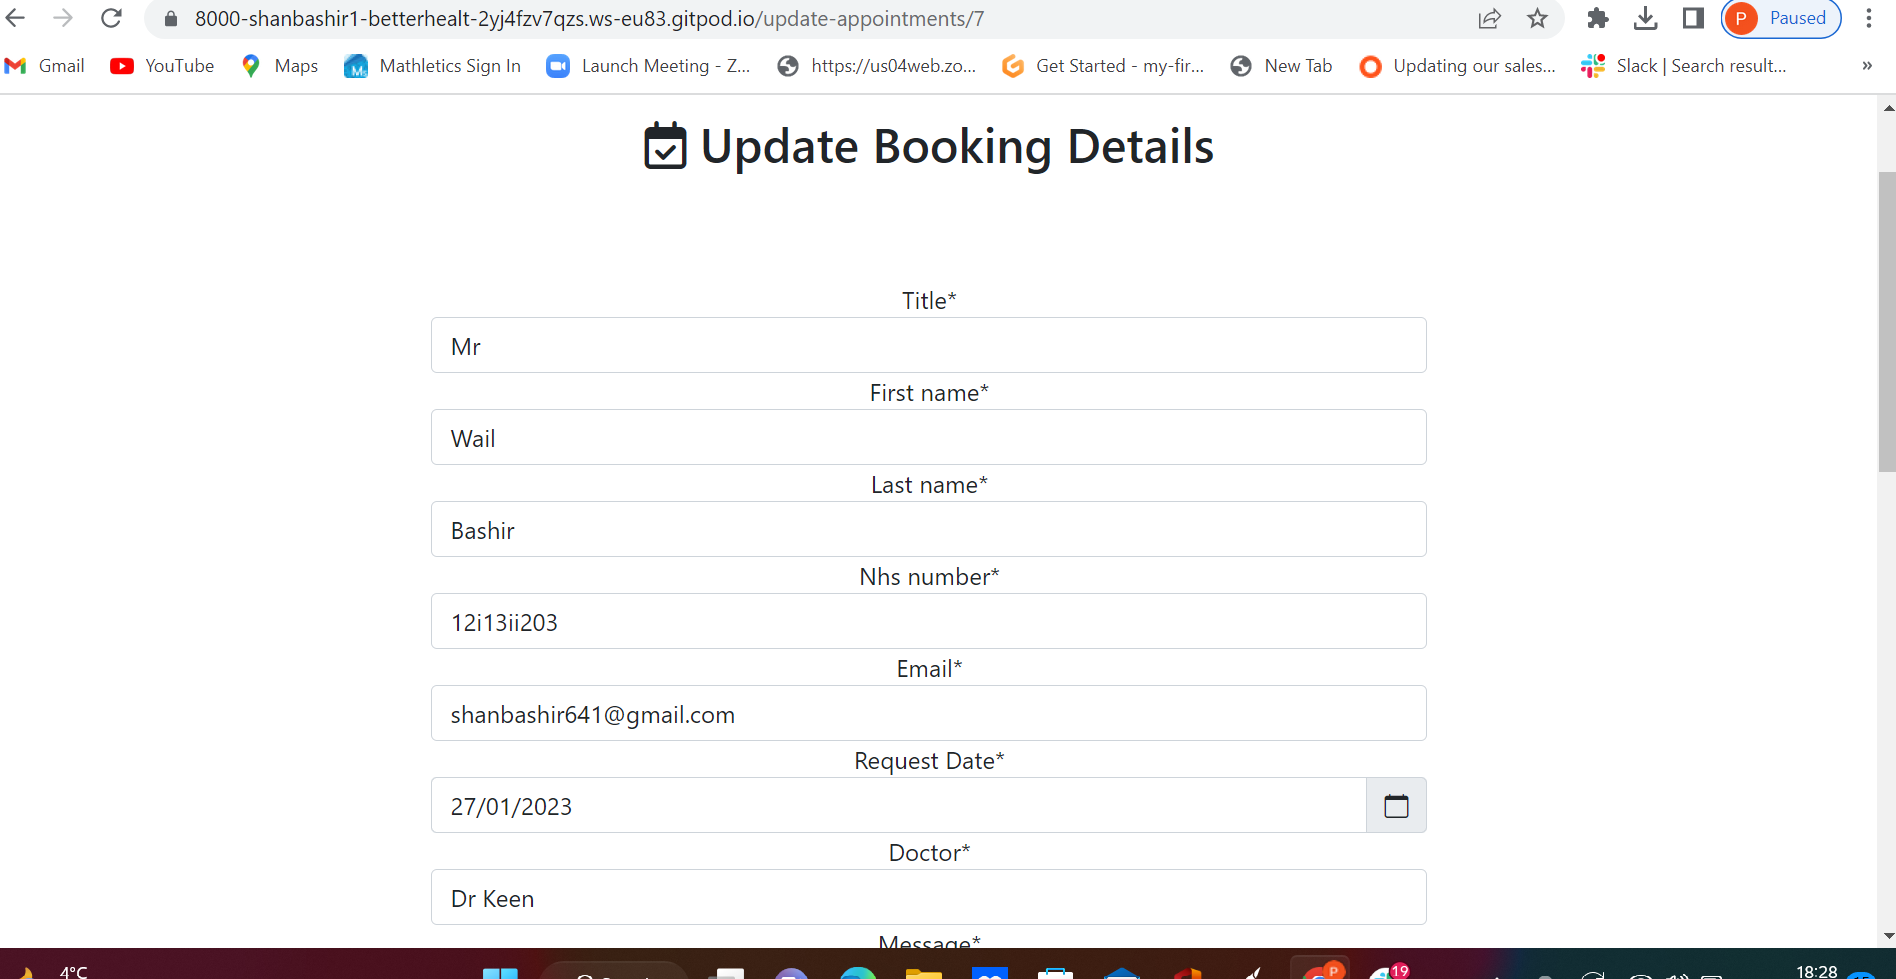 8000-shanbashir1-betterhealt-2yj4fzv7qzs.ws-eu83.gitpod.io/update-appointments/7
P Paused
Gmail YouTube Maps Mathletics Sign In Launch Meeting - Z... https://us04web.zo... Get Started - my-fir... New Tab Updating our sales... Slack | Search result... »
Update Booking Details
Title*
Mr
First name*
Wail
Last name*
Bashir
Nhs number*
12i13ii203
Email*
shanbashir641@gmail.com
Request Date*
27/01/2023
Doctor*
Dr Keen
Message*
4°C
P
19
18:28